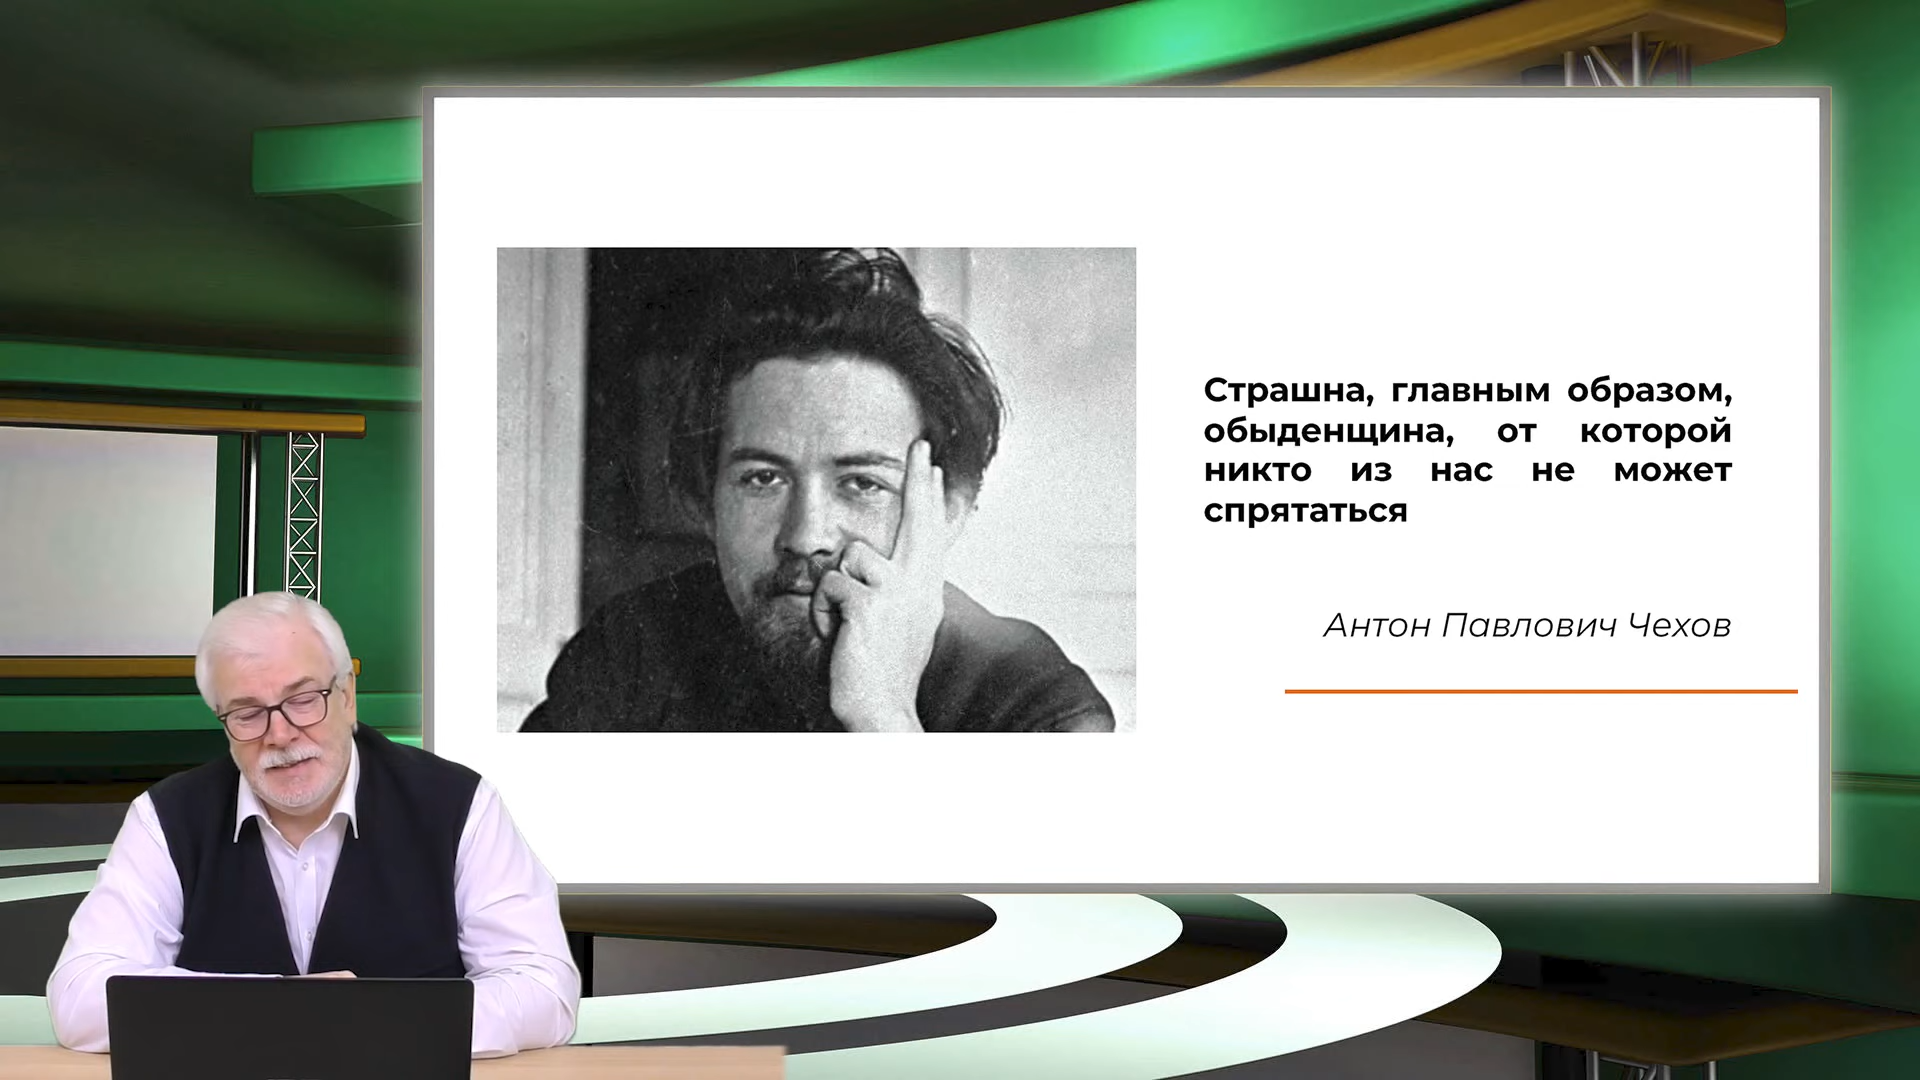 Страшна, главным образом,
обыденщина, от которой
никто из нас не может
спрятаться
Антон Павлович Чехов